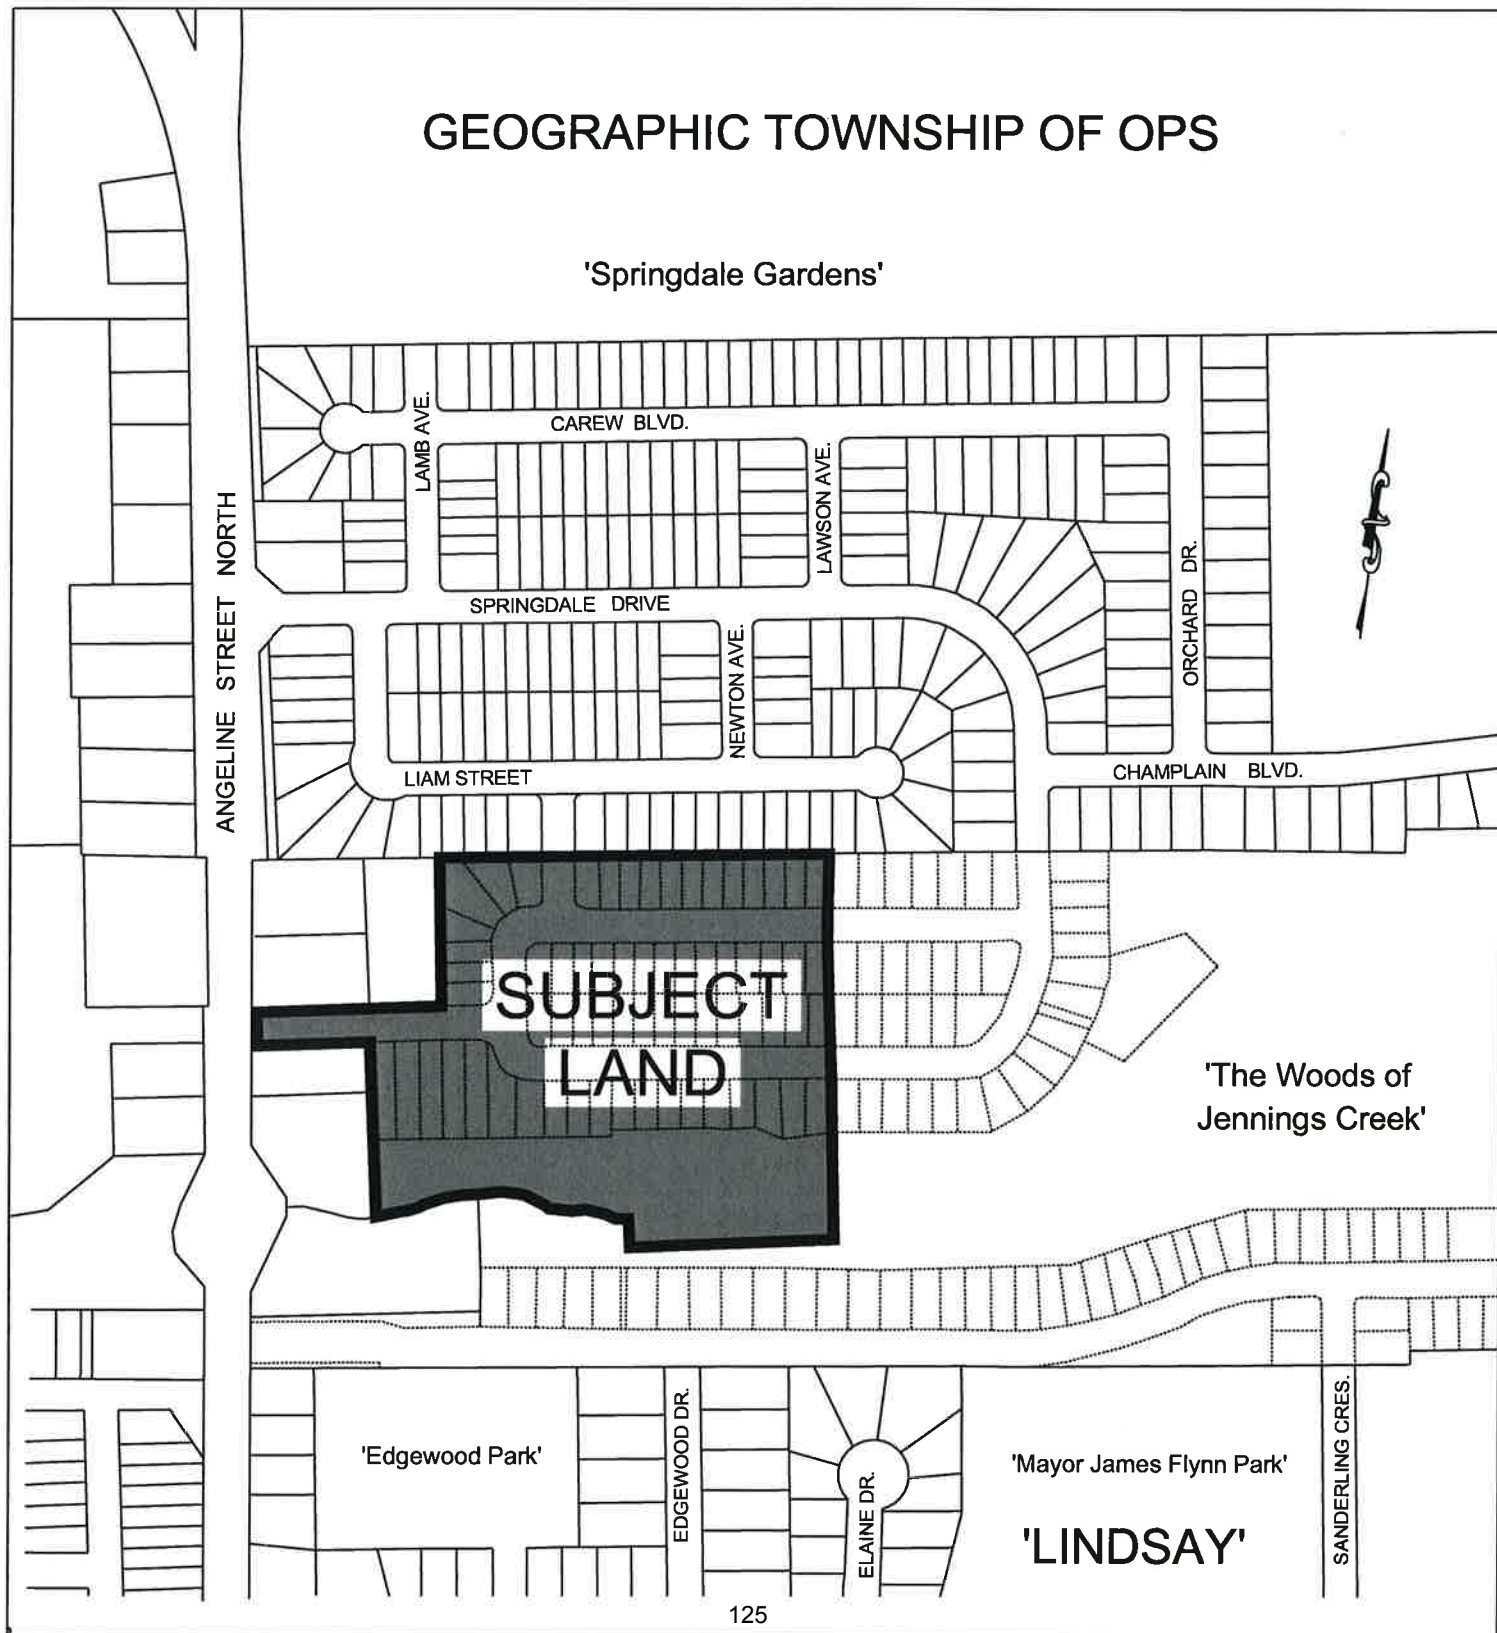 GEOGRAPHIC TOWNSHIP OF OPS
'Springdale Gardens'
CAREW BLVD.
LAMB AVE.
LAWSON AVE.
ANGELINE STREET NORTH
ORCHARD DR.
SPRINGDALE DRIVE
NEWTON AVE.
LIAM STREET
CHAMPLAIN BLVD.
SUBJECT
LAND
'The Woods of
Jennings Creek'
'Edgewood Park'
EDGEWOOD DR.
ELAINE DR.
'Mayor James Flynn Park'
SANDERLING CRES.
'LINDSAY'
125